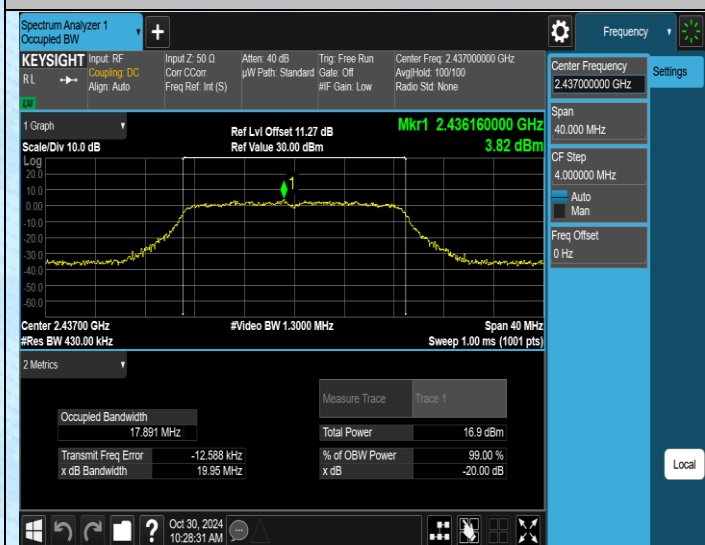 Spectrum Analyzer 1
Occupied BW
Frequency
KEYSIGHT
R L
LXI
Input: RF
Coupling: DC
Align: Auto
Input Z: 50 Ω
Corr CCorr
Freq Ref: Int (S)
Atten: 40 dB
µW Path: Standard
Trig: Free Run
Gate: Off
#IF Gain: Low
Center Freq: 2.437000000 GHz
Avg|Hold: 100/100
Radio Std: None
Center Frequency
2.437000000 GHz
Settings
Span
40.000 MHz
CF Step
4.000000 MHz
Auto
Man
Freq Offset
0 Hz
Local
1 Graph
Scale/Div 10.0 dB
Ref Lvl Offset 11.27 dB
Ref Value 30.00 dBm
Mkr1 2.436160000 GHz
3.82 dBm
Log
20.0
10.0
0.00
-10.0
-20.0
-30.0
-40.0
-50.0
-60.0
1
Center 2.43700 GHz
#Res BW 430.00 kHz
#Video BW 1.3000 MHz
Span 40 MHz
Sweep 1.00 ms (1001 pts)
2 Metrics
Measure Trace Trace 1
Occupied Bandwidth
17.891 MHz
Total Power 16.9 dBm
Transmit Freq Error -12.588 kHz
% of OBW Power 99.00 %
x dB Bandwidth 19.95 MHz
x dB -20.00 dB
?
Oct 30, 2024
10:28:31 AM